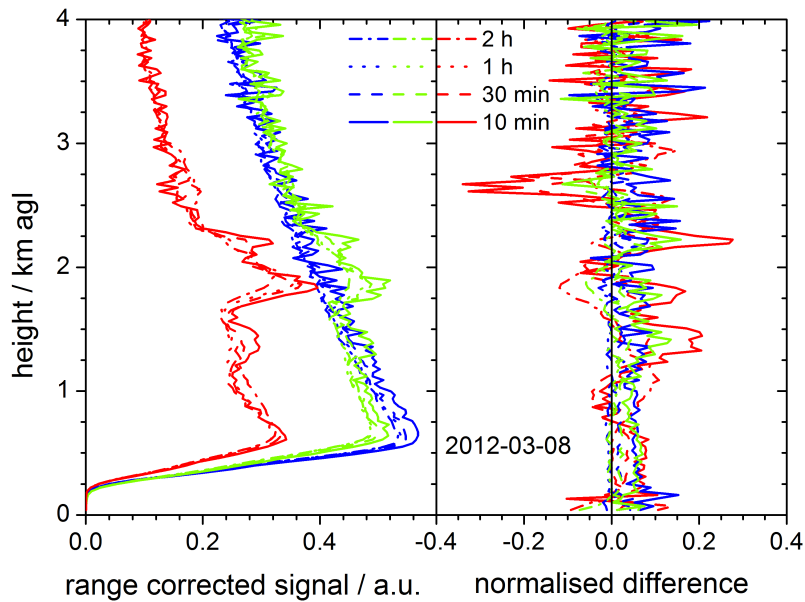 4
3
2
1
0
height / km agl
2 h
1 h
30 min
10 min
2012-03-08
0.0
0.2
0.4
-0.4
-0.2
0.0
0.2
0.4
range corrected signal / a.u.
normalised difference